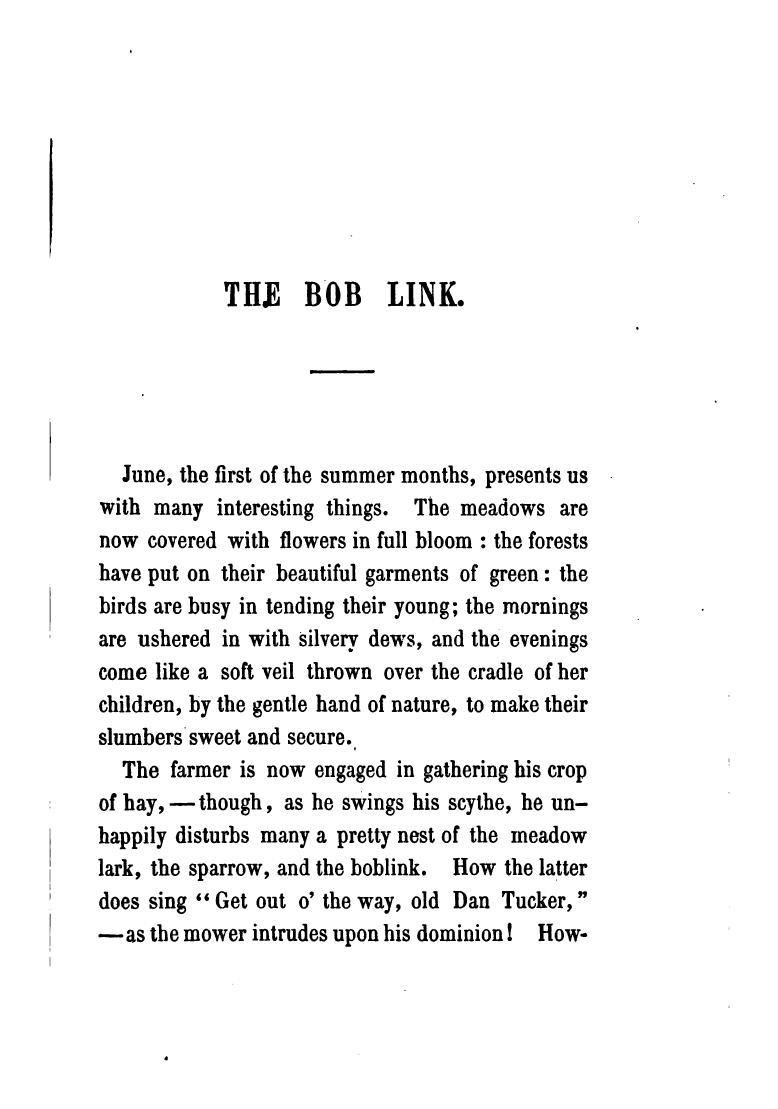 THE BOB LINK.
June, the first of the summer months, presents us
with many interesting things. The meadows are
now covered with flowers in full bloom : the forests
have put on their beautiful garments of green : the
birds are busy in tending their young; the mornings
are ushered in with silvery dews, and the evenings
come like a soft veil thrown over the cradle of her
children, by the gentle hand of nature, to make their
slumbers sweet and secure.
The farmer is now engaged in gathering his crop
of hay, — though, as he swings his scythe, he un-
happily disturbs many a pretty nest of the meadow
lark, the sparrow, and the boblink. How the latter
does sing “Get out o’ the way, old Dan Tucker,”
— as the mower intrudes upon his dominion! How-